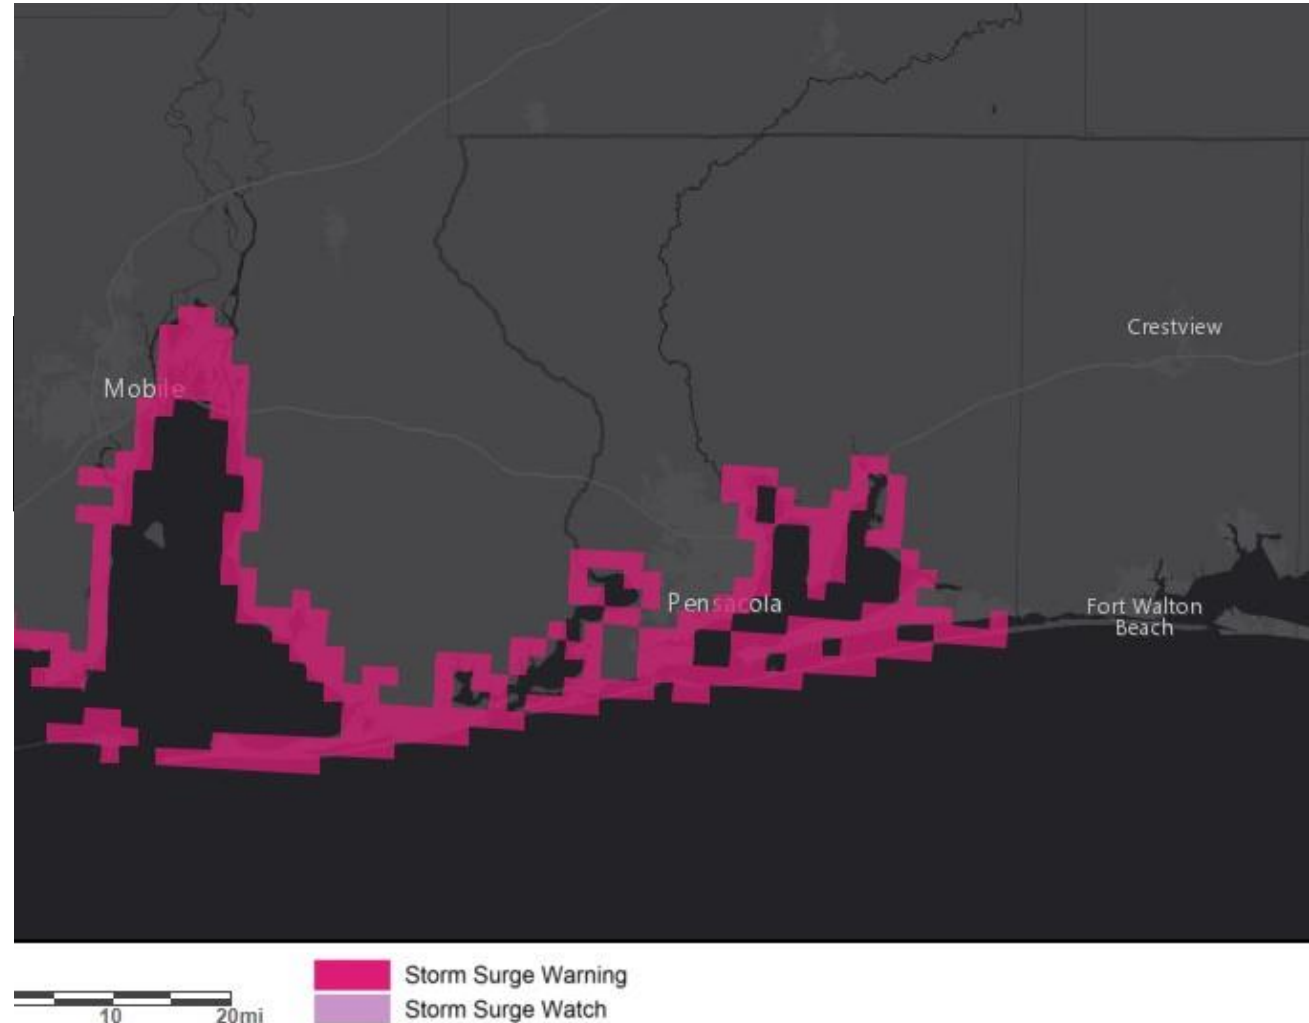 Crestview
Mobile
Pensacola
Fort Walton
Beach
Storm Surge Warning
10
20mi
Storm Surge Watch